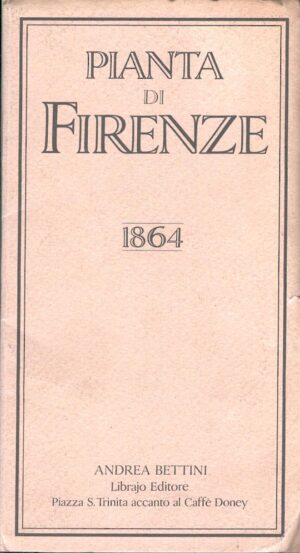 PIANTA
DI
FIRENZE
1864
ANDREA BETTINI
Librajo Editore
Piazza S. Trinita accanto al Caffè Doney